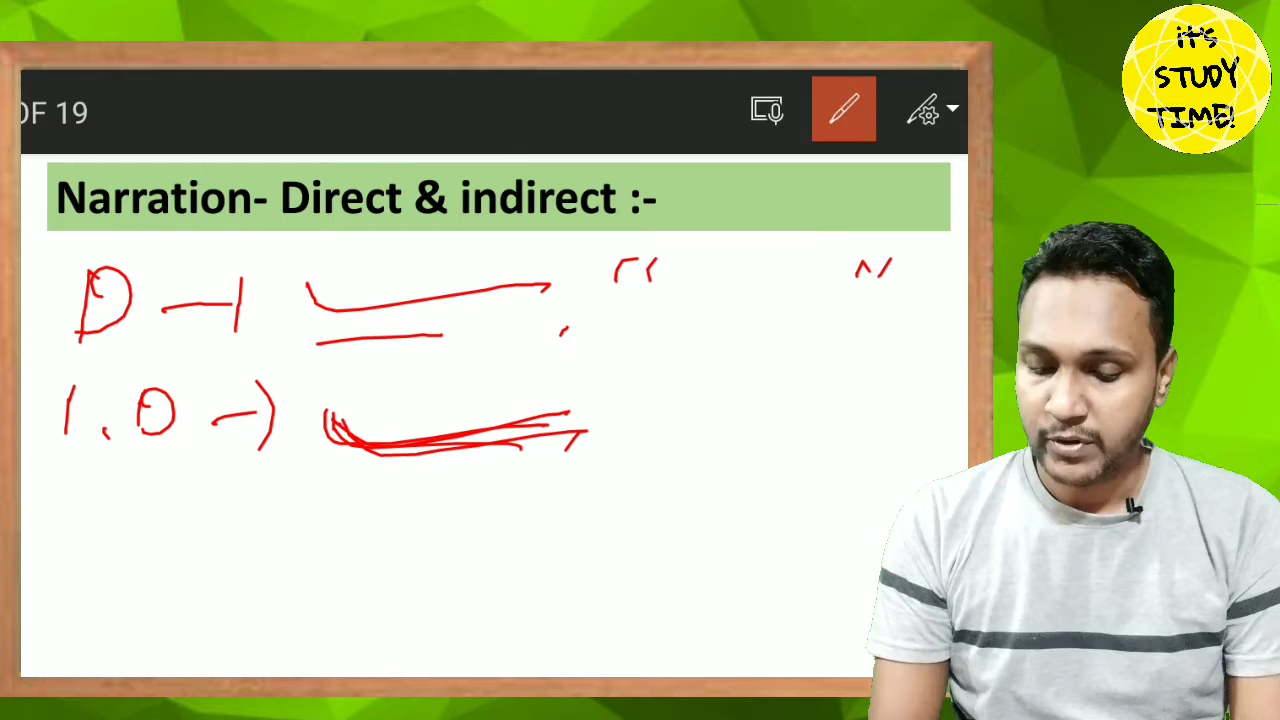 OF 19
it's
STUDY
TIME!
Narration- Direct & indirect :-
D → " "
I.D →